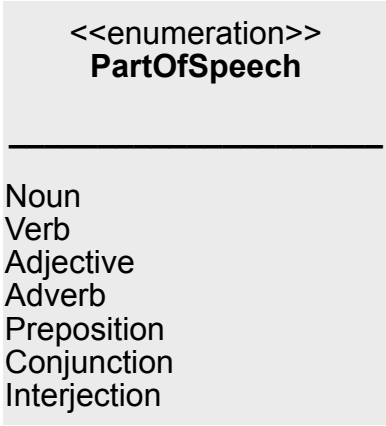 <<enumeration>>
PartOfSpeech
Noun
Verb
Adjective
Adverb
Preposition
Conjunction
Interjection